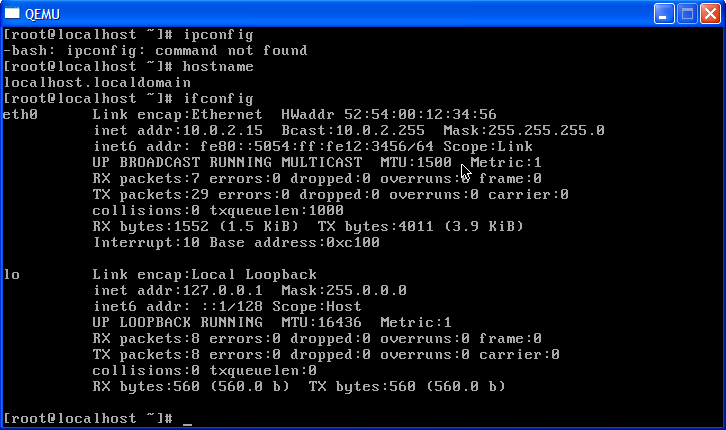 QEMU
[root@localhost ~]# ipconfig
-bash: ipconfig: command not found
[root@localhost ~]# hostname
localhost.localdomain
[root@localhost ~]# ifconfig
eth0      Link encap:Ethernet  HWaddr 52:54:00:12:34:56
          inet addr:10.0.2.15  Bcast:10.0.2.255  Mask:255.255.255.0
          inet6 addr: fe80::5054:ff:fe12:3456/64 Scope:Link
          UP BROADCAST RUNNING MULTICAST  MTU:1500  Metric:1
          RX packets:7 errors:0 dropped:0 overruns:0 frame:0
          TX packets:29 errors:0 dropped:0 overruns:0 carrier:0
          collisions:0 txqueuelen:1000
          RX bytes:1552 (1.5 KiB)  TX bytes:4011 (3.9 KiB)
          Interrupt:10 Base address:0xc100
lo        Link encap:Local Loopback
          inet addr:127.0.0.1  Mask:255.0.0.0
          inet6 addr: ::1/128 Scope:Host
          UP LOOPBACK RUNNING  MTU:16436  Metric:1
          RX packets:8 errors:0 dropped:0 overruns:0 frame:0
          TX packets:8 errors:0 dropped:0 overruns:0 carrier:0
          collisions:0 txqueuelen:0
          RX bytes:560 (560.0 b)  TX bytes:560 (560.0 b)
[root@localhost ~]# _